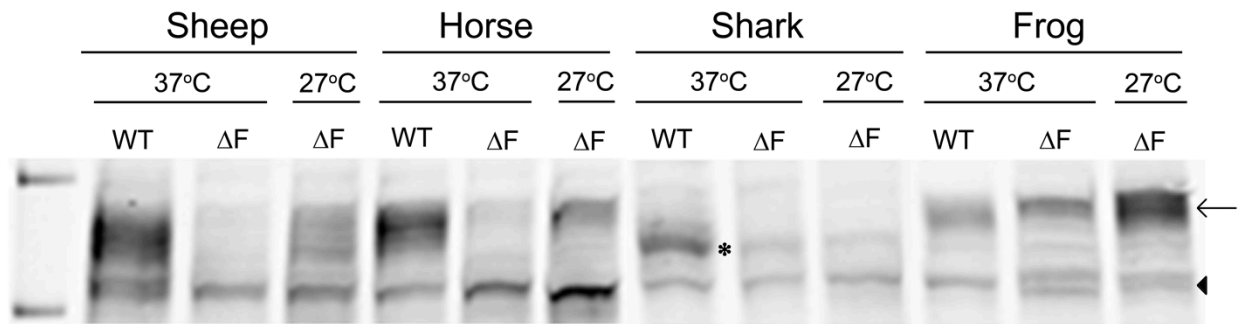 Sheep Horse Shark Frog
37°C 27°C 37°C 27°C 37°C 27°C 37°C 27°C
WT ΔF ΔF WT ΔF ΔF WT ΔF ΔF WT ΔF ΔF
*